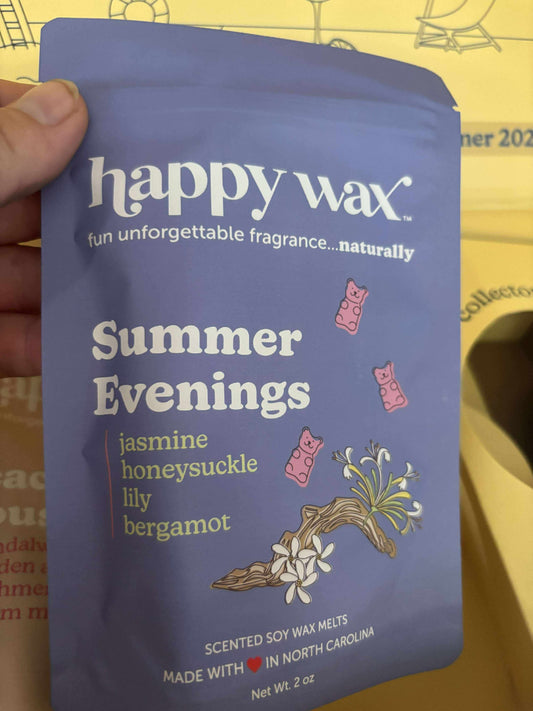 happy wax™
fun unforgettable fragrance...naturally
Summer
Evenings
jasmine
honeysuckle
lily
bergamot
SCENTED SOY WAX MELTS
MADE WITH ❤ IN NORTH CAROLINA
Net Wt. 2 oz